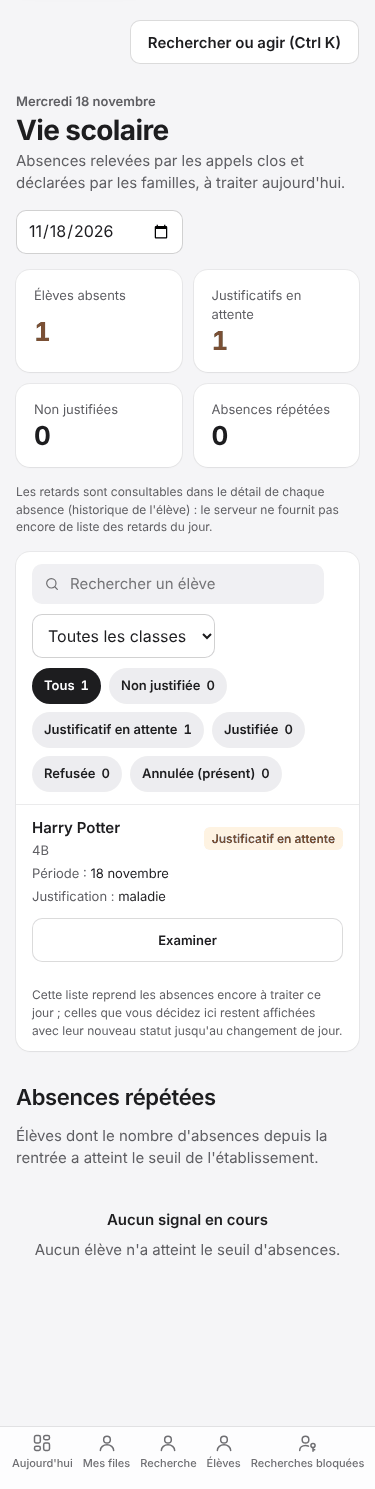 Rechercher ou agir (Ctrl K)
Mercredi 18 novembre
Vie scolaire
Absences relevées par les appels clos et
déclarées par les familles, à traiter aujourd'hui.
11/18/2026
Élèves absents
1
Justificatifs en
attente
1
Non justifiées
0
Absences répétées
0
Les retards sont consultables dans le détail de chaque
absence (historique de l'élève) : le serveur ne fournit pas
encore de liste des retards du jour.
Rechercher un élève
Toutes les classes
Tous 1
Non justifiée 0
Justificatif en attente 1
Justifiée 0
Refusée 0
Annulée (présent) 0
Harry Potter
Justificatif en attente
4B
Période : 18 novembre
Justification : maladie
Examiner
Cette liste reprend les absences encore à traiter ce
jour ; celles que vous décidez ici restent affichées
avec leur nouveau statut jusqu'au changement de jour.
Absences répétées
Élèves dont le nombre d'absences depuis la
rentrée a atteint le seuil de l'établissement.
Aucun signal en cours
Aucun élève n'a atteint le seuil d'absences.
Aujourd'hui
Mes files
Recherche
Élèves
Recherches bloquées